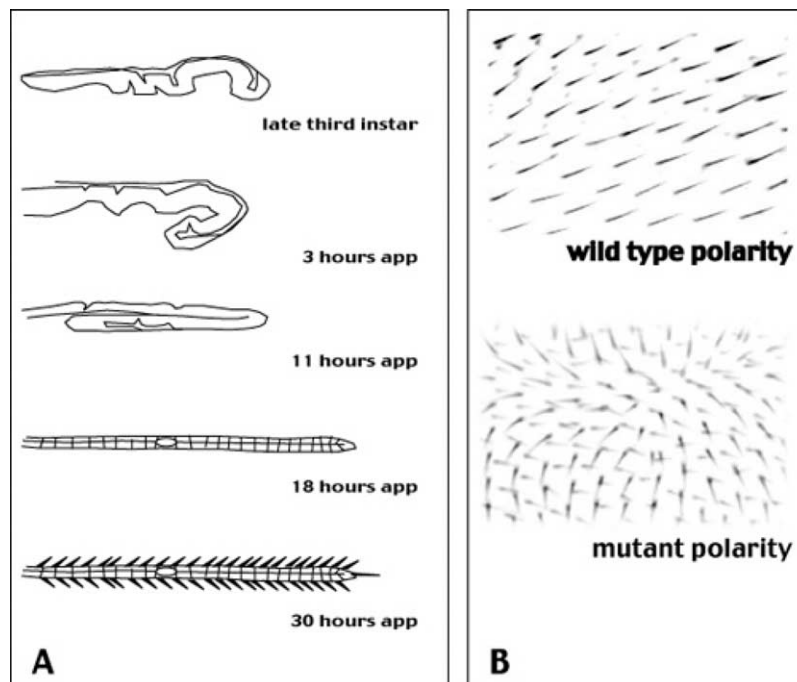 late third instar
3 hours app
11 hours app
18 hours app
30 hours app
A
wild type polarity
mutant polarity
B